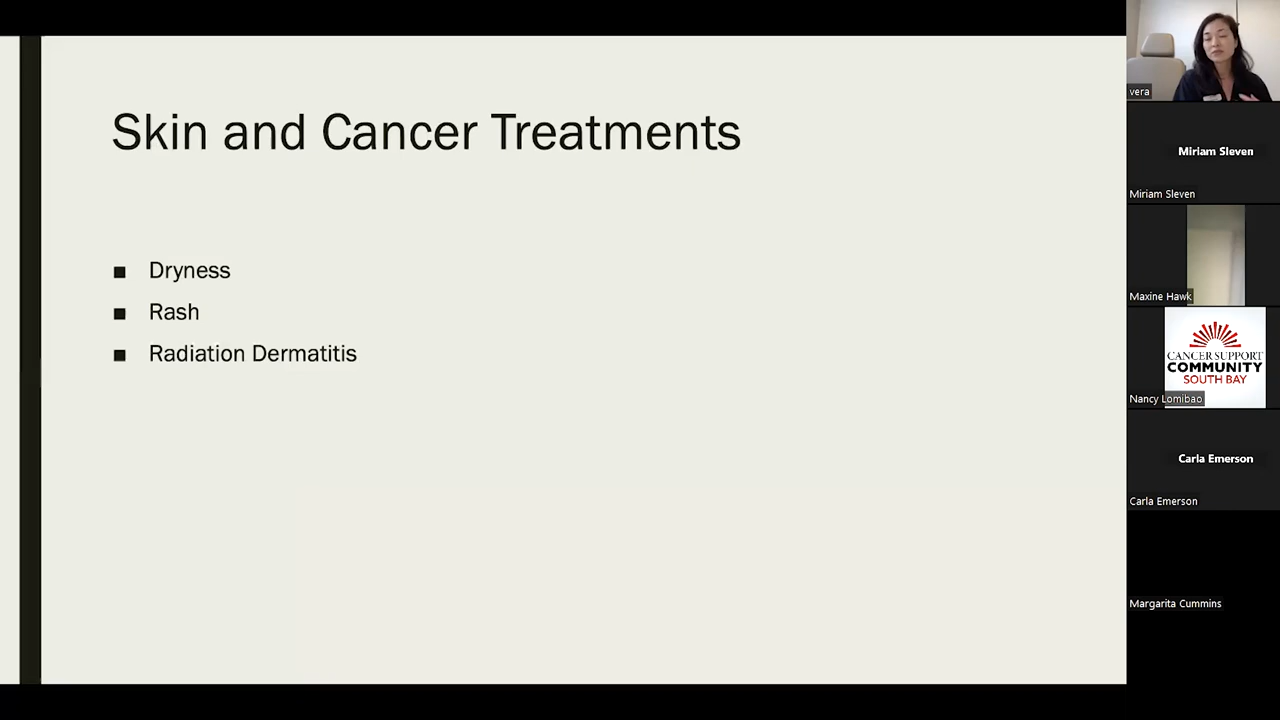 Skin and Cancer Treatments
■ Dryness
■ Rash
■ Radiation Dermatitis
vera
Miriam Sleven
Miriam Sleven
Maxine Hawk
CANCER SUPPORT
COMMUNITY
SOUTH BAY
Nancy Lomibao
Carla Emerson
Carla Emerson
Margarita Cummins